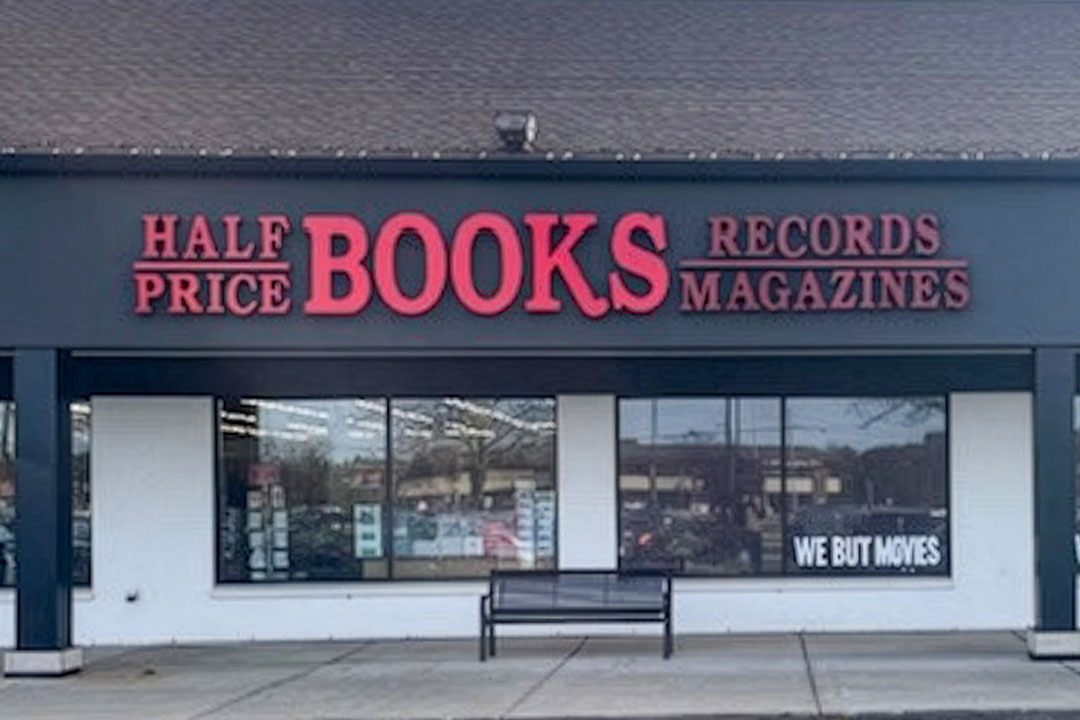 HALF PRICE BOOKS RECORDS MAGAZINES
WE BUT MOVIES